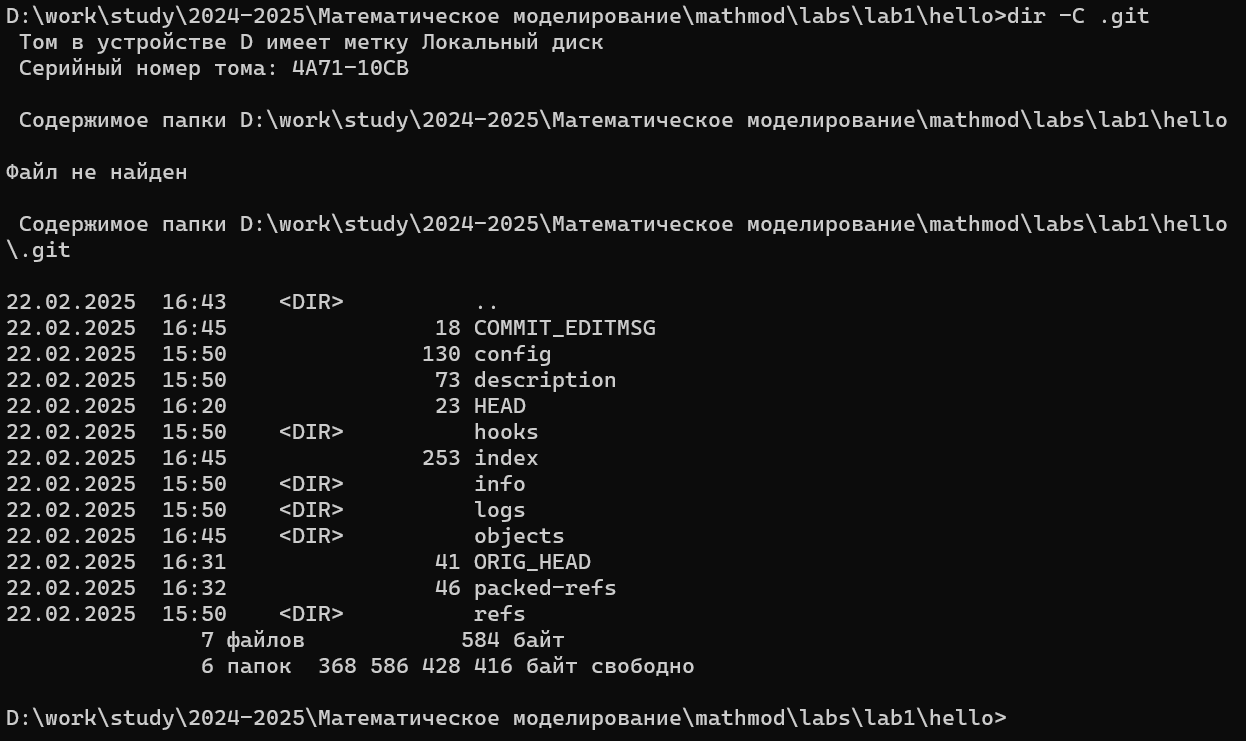 D:\work\study\2024-2025\Математическое моделирование\mathmod\labs\lab1\hello>dir -C .git
Том в устройстве D имеет метку Локальный диск
Серийный номер тома: 4A71-10CB
Содержимое папки D:\work\study\2024-2025\Математическое моделирование\mathmod\labs\lab1\hello
Файл не найден
Содержимое папки D:\work\study\2024-2025\Математическое моделирование\mathmod\labs\lab1\hello
\.git
22.02.2025  16:43    <DIR>          ..
22.02.2025  16:45                18 COMMIT_EDITMSG
22.02.2025  15:50               130 config
22.02.2025  15:50                73 description
22.02.2025  16:20                23 HEAD
22.02.2025  15:50    <DIR>          hooks
22.02.2025  16:45               253 index
22.02.2025  15:50    <DIR>          info
22.02.2025  15:50    <DIR>          logs
22.02.2025  16:45    <DIR>          objects
22.02.2025  16:31                41 ORIG_HEAD
22.02.2025  16:32                46 packed-refs
22.02.2025  15:50    <DIR>          refs
7 файлов            584 байт
6 папок  368 586 428 416 байт свободно
D:\work\study\2024-2025\Математическое моделирование\mathmod\labs\lab1\hello>